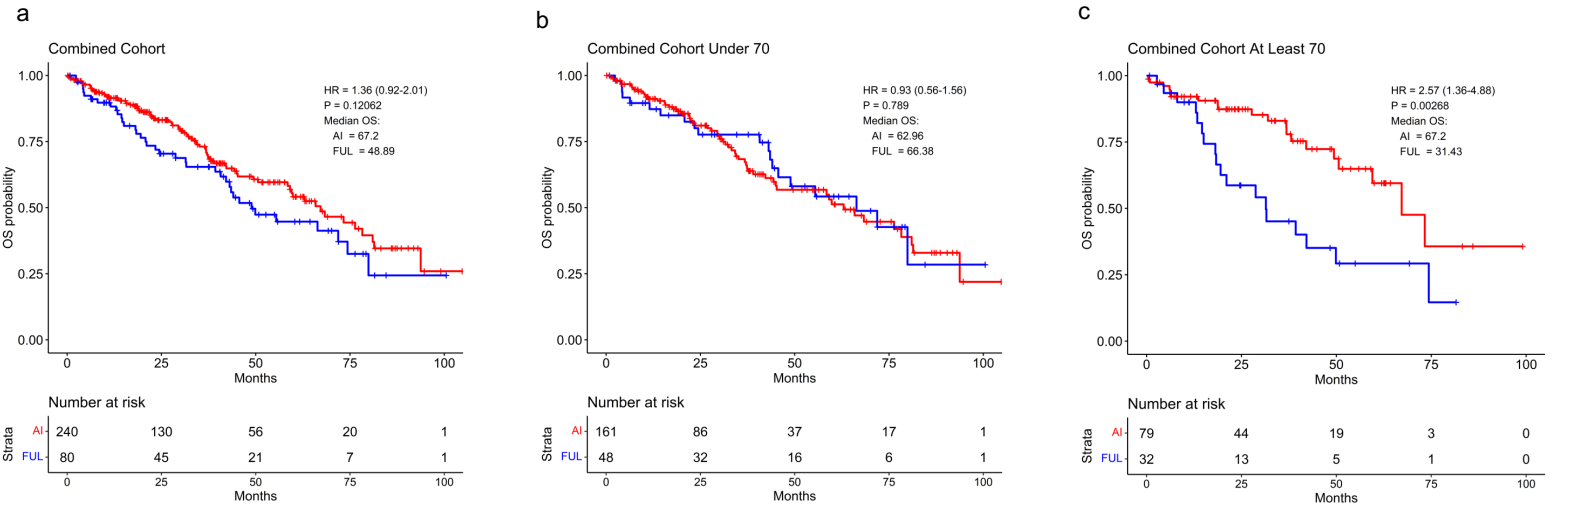 a
Combined Cohort
OS probability
1.00
0.75
0.50
0.25
0.00
HR = 1.36 (0.92-2.01)
P = 0.12062
Median OS:
AI = 67.2
FUL = 48.89
0 25 50 75 100
Months
Number at risk
Strata
AI 240 130 56 20 1
FUL 80 45 21 7 1
0 25 50 75 100
Months
b
Combined Cohort Under 70
OS probability
1.00
0.75
0.50
0.25
0.00
HR = 0.93 (0.56-1.56)
P = 0.789
Median OS:
AI = 62.96
FUL = 66.38
0 25 50 75 100
Months
Number at risk
Strata
AI 161 86 37 17 1
FUL 48 32 16 6 1
0 25 50 75 100
Months
c
Combined Cohort At Least 70
OS probability
1.00
0.75
0.50
0.25
0.00
HR = 2.57 (1.36-4.88)
P = 0.00268
Median OS:
AI = 67.2
FUL = 31.43
0 25 50 75 100
Months
Number at risk
Strata
AI 79 44 19 3 0
FUL 32 13 5 1 0
0 25 50 75 100
Months